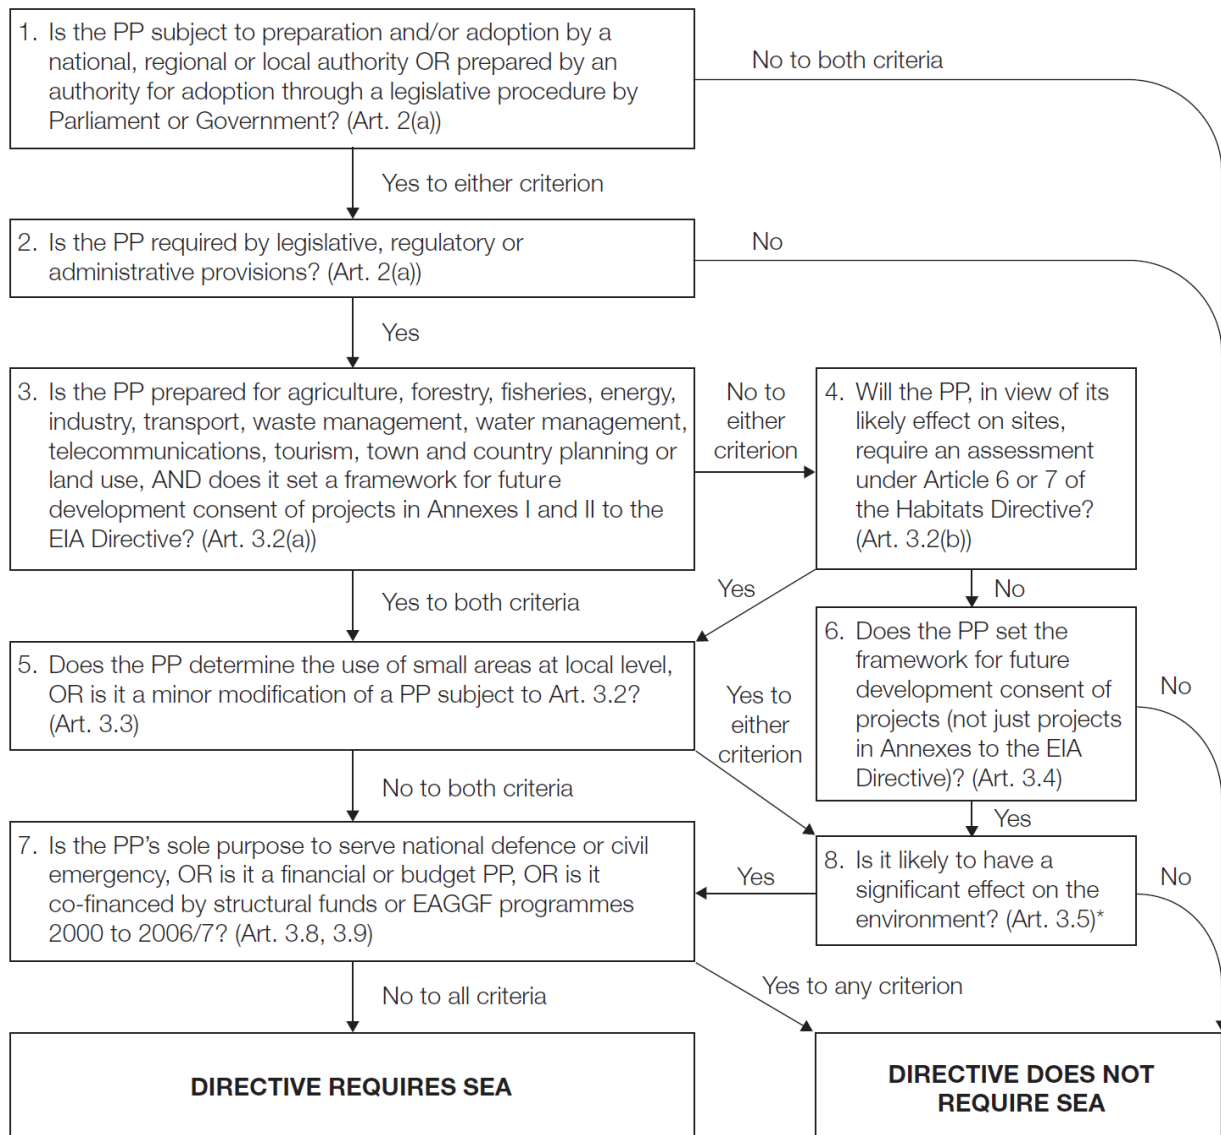 1. Is the PP subject to preparation and/or adoption by a
national, regional or local authority OR prepared by an
authority for adoption through a legislative procedure by
Parliament or Government? (Art. 2(a))
No to both criteria
Yes to either criterion
2. Is the PP required by legislative, regulatory or
administrative provisions? (Art. 2(a))
No
Yes
3. Is the PP prepared for agriculture, forestry, fisheries, energy,
industry, transport, waste management, water management,
telecommunications, tourism, town and country planning or
land use, AND does it set a framework for future
development consent of projects in Annexes I and II to the
EIA Directive? (Art. 3.2(a))
No to
either
criterion
4. Will the PP, in view of its
likely effect on sites,
require an assessment
under Article 6 or 7 of
the Habitats Directive?
(Art. 3.2(b))
Yes to both criteria
Yes
No
5. Does the PP determine the use of small areas at local level,
OR is it a minor modification of a PP subject to Art. 3.2?
(Art. 3.3)
Yes to
either
criterion
6. Does the PP set the
framework for future
development consent of
projects (not just projects
in Annexes to the EIA
Directive)? (Art. 3.4)
No
No to both criteria
Yes
7. Is the PP's sole purpose to serve national defence or civil
emergency, OR is it a financial or budget PP, OR is it
co-financed by structural funds or EAGGF programmes
2000 to 2006/7? (Art. 3.8, 3.9)
Yes
8. Is it likely to have a
significant effect on the
environment? (Art. 3.5)*
No
No to all criteria
Yes to any criterion
DIRECTIVE REQUIRES SEA
DIRECTIVE DOES NOT
REQUIRE SEA